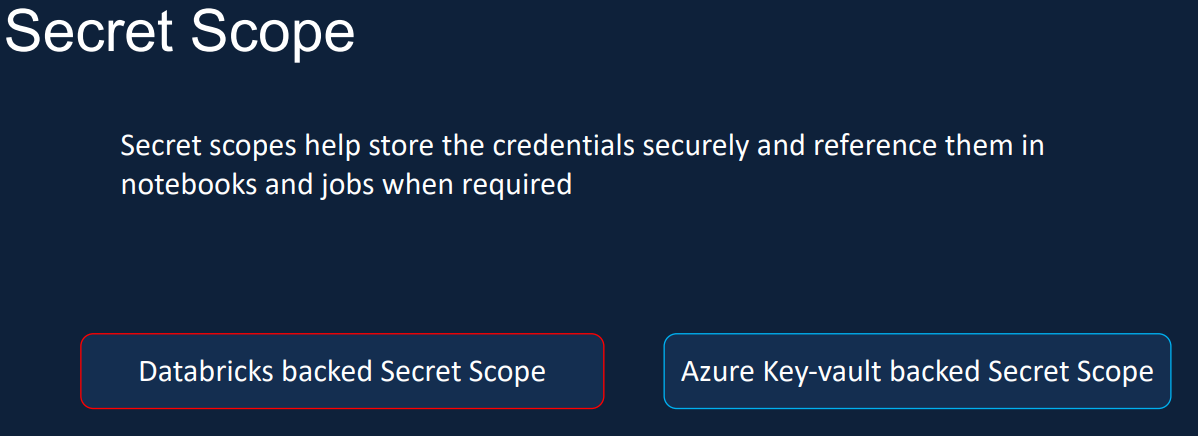 Secret Scope
Secret scopes help store the credentials securely and reference them in
notebooks and jobs when required
Databricks backed Secret Scope
Azure Key-vault backed Secret Scope